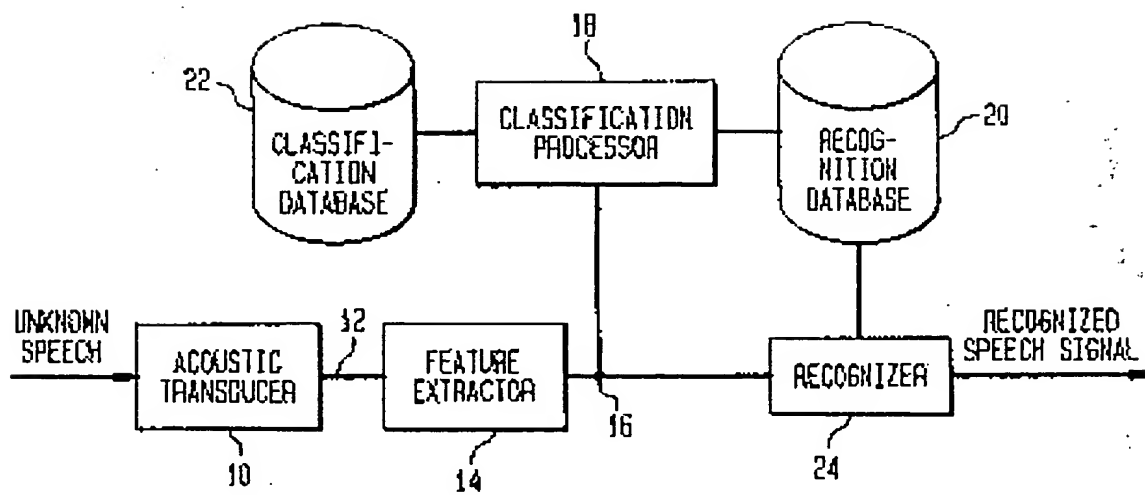 18
22
CLASSIFICATION
PROCESSOR
20
CLASSIFI-
CATION
DATABASE
RECOG-
NITION
DATABASE
UNKNOWN
SPEECH
12
RECOGNIZED
SPEECH SIGNAL
ACOUSTIC
TRANSDUCER
FEATURE
EXTRACTOR
RECOGNIZER
10
14
16
24